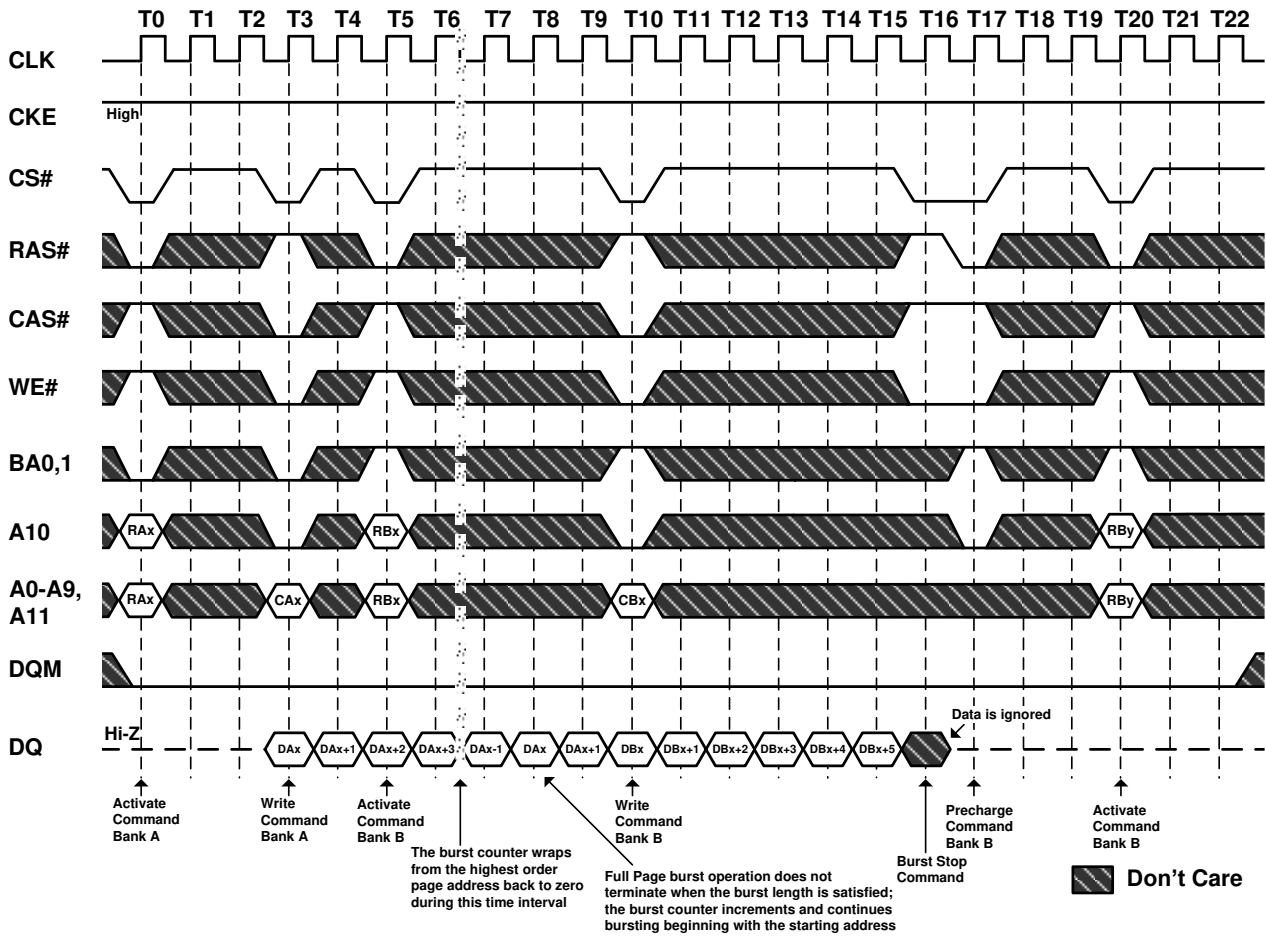 T0 T1 T2 T3 T4 T5 T6 T7 T8 T9 T10 T11 T12 T13 T14 T15 T16 T17 T18 T19 T20 T21 T22
CLK
CKE High
CS#
RAS#
CAS#
WE#
BA0,1
A10 RAx RBx RBy
A0-A9,
A11
RAx CAx RBx CBx RBy
DQM
Data is ignored
DQ Hi-Z DAx DAx+1 DAx+2 DAx+3 DAx-1 DAx DAx+1 DBx DBx+1 DBx+2 DBx+3 DBx+4 DBx+5
Activate
Command
Bank A
Write
Command
Bank A
Activate
Command
Bank B
The burst counter wraps
from the highest order
page address back to zero
during this time interval
Write
Command
Bank B
Full Page burst operation does not
terminate when the burst length is satisfied;
the burst counter increments and continues
bursting beginning with the starting address
Burst Stop
Command
Precharge
Command
Bank B
Activate
Command
Bank B
Don't Care